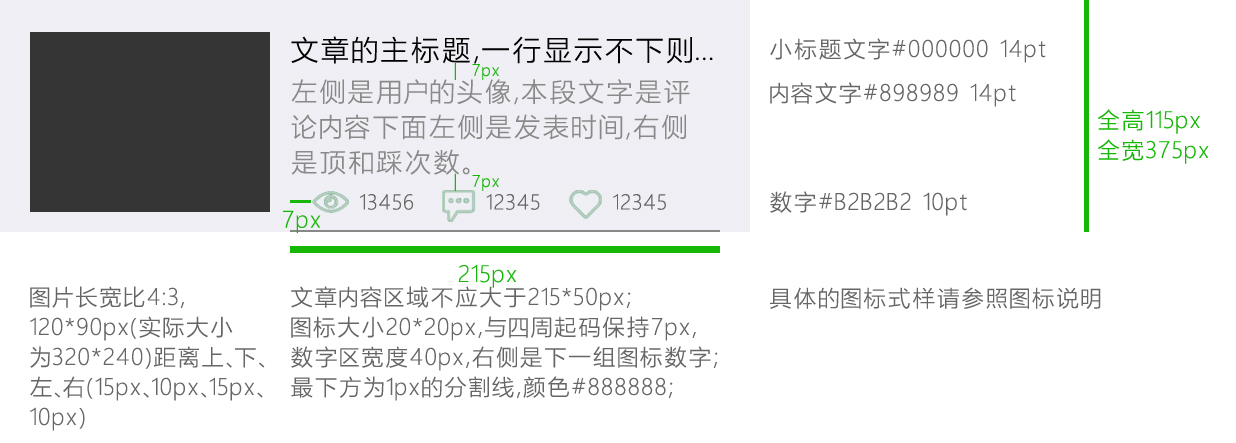 文章的主标题,一行显示不下则...
7px
左侧是用户的头像,本段文字是评
论内容下面左侧是发表时间,右侧
是顶和踩次数。
7px
13456 12345 12345
7px
215px
小标题文字#000000 14pt
内容文字#898989 14pt
数字#B2B2B2 10pt
全高115px
全宽375px
图片长宽比4:3,
120*90px(实际大小
为320*240)距离上、下、
左、右(15px、10px、15px、
10px)
文章内容区域不应大于215*50px;
图标大小20*20px,与四周起码保持7px,
数字区宽度40px,右侧是下一组图标数字;
最下方为1px的分割线,颜色#888888;
具体的图标式样请参照图标说明